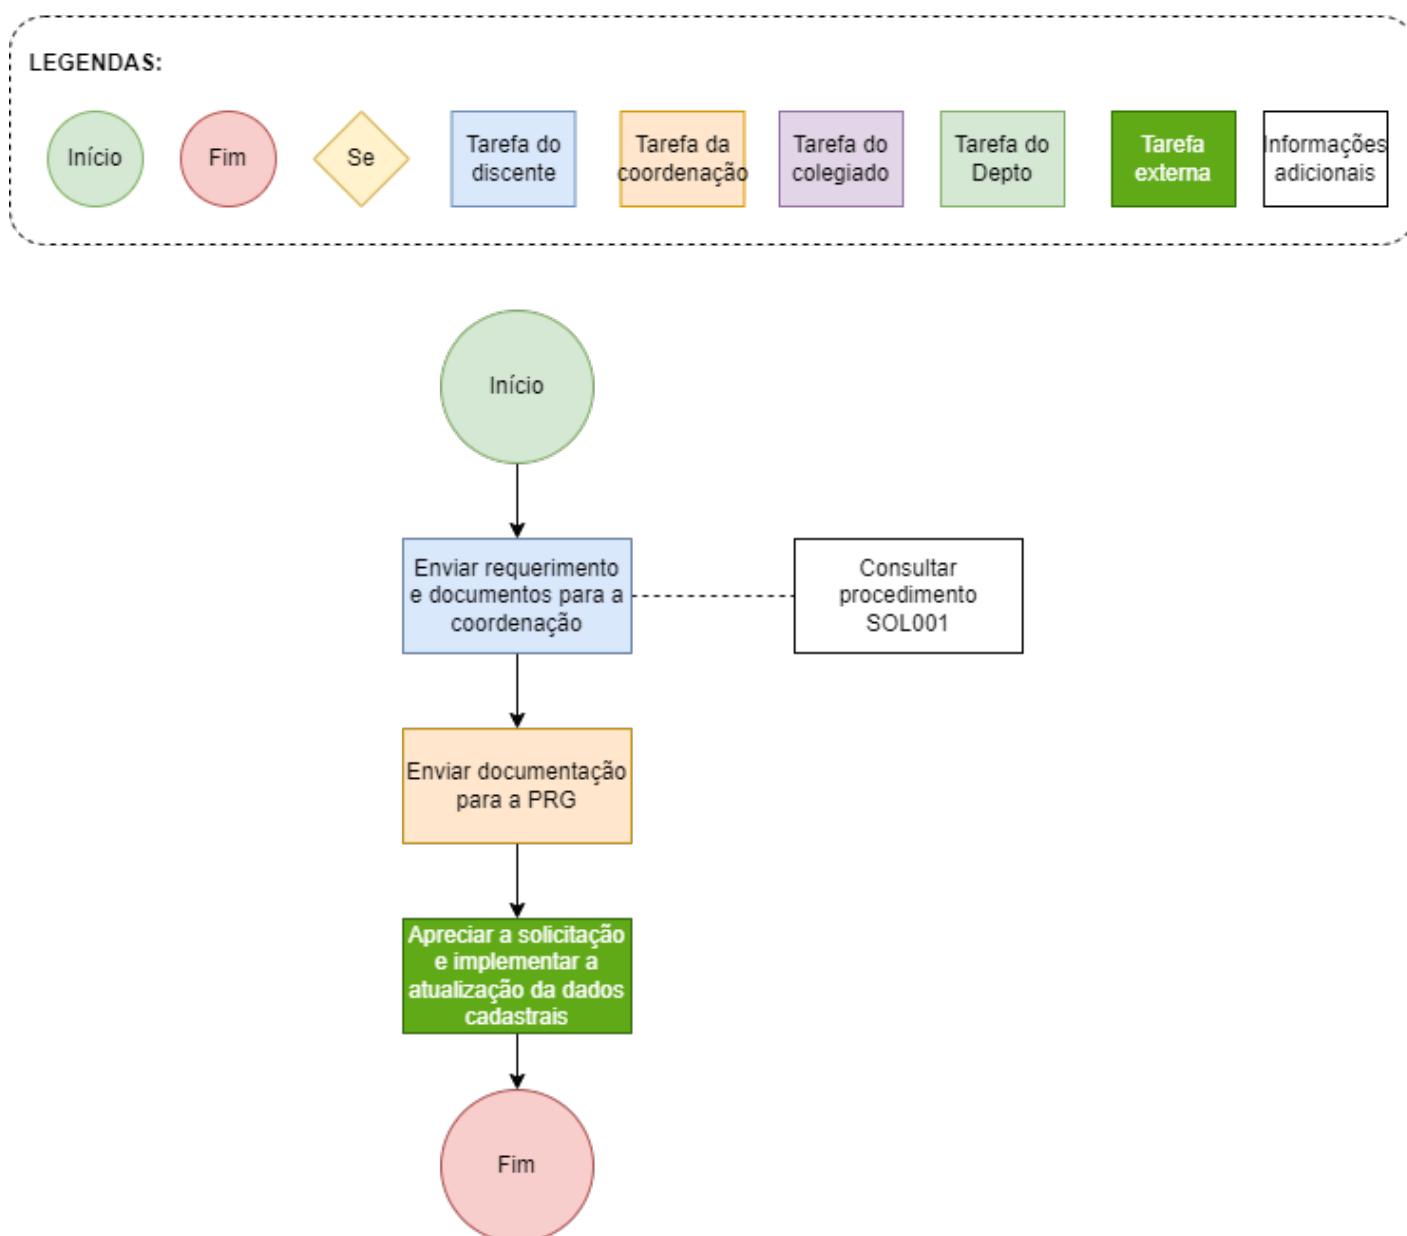 LEGENDAS:
Início
Fim
Se
Tarefa do
discente
Tarefa da
coordenação
Tarefa do
colegiado
Tarefa do
Depto
Tarefa
externa
Informações
adicionais
Início
Enviar requerimento
e documentos para a
coordenação
Consultar
procedimento
SOL001
Enviar documentação
para a PRG
Apreciar a solicitação
e implementar a
atualização da dados
cadastrais
Fim